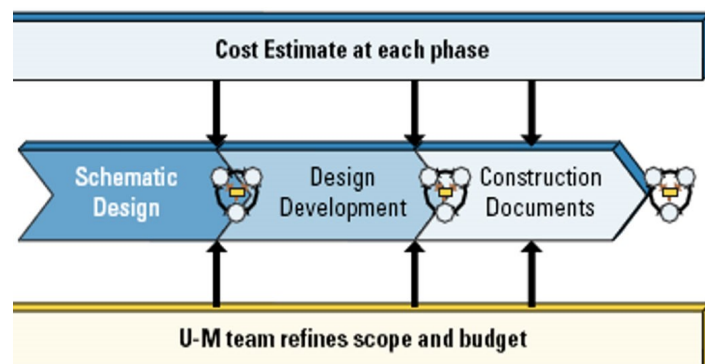 Cost Estimate at each phase
Schematic
Design
Design
Development
Construction
Documents
U-M team refines scope and budget